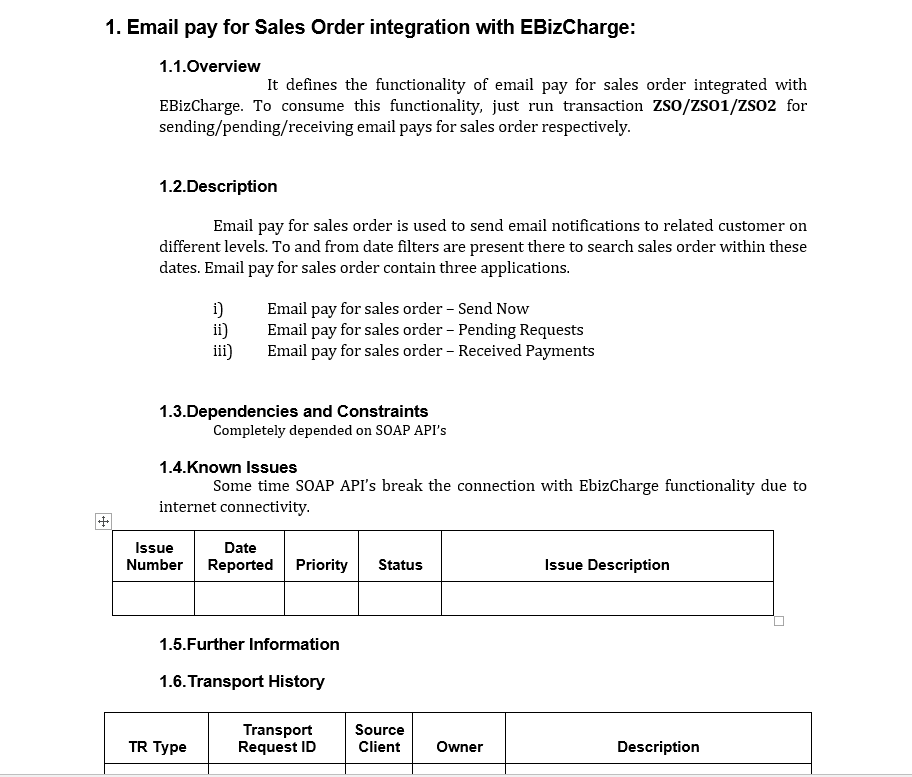 1. Email pay for Sales Order integration with EBizCharge:
1.1.Overview
It defines the functionality of email pay for sales order integrated with
EBizCharge. To consume this functionality, just run transaction ZSO/ZSO1/ZSO2 for
sending/pending/receiving email pays for sales order respectively.
1.2.Description
Email pay for sales order is used to send email notifications to related customer on
different levels. To and from date filters are present there to search sales order within these
dates. Email pay for sales order contain three applications.
i) Email pay for sales order – Send Now
ii) Email pay for sales order – Pending Requests
iii) Email pay for sales order – Received Payments
1.3.Dependencies and Constraints
Completely depended on SOAP API's
1.4.Known Issues
Some time SOAP API's break the connection with EbizCharge functionality due to
internet connectivity.
Issue Number Date Reported Priority Status Issue Description
1.5.Further Information
1.6.Transport History
TR Type Transport Request ID Source Client Owner Description